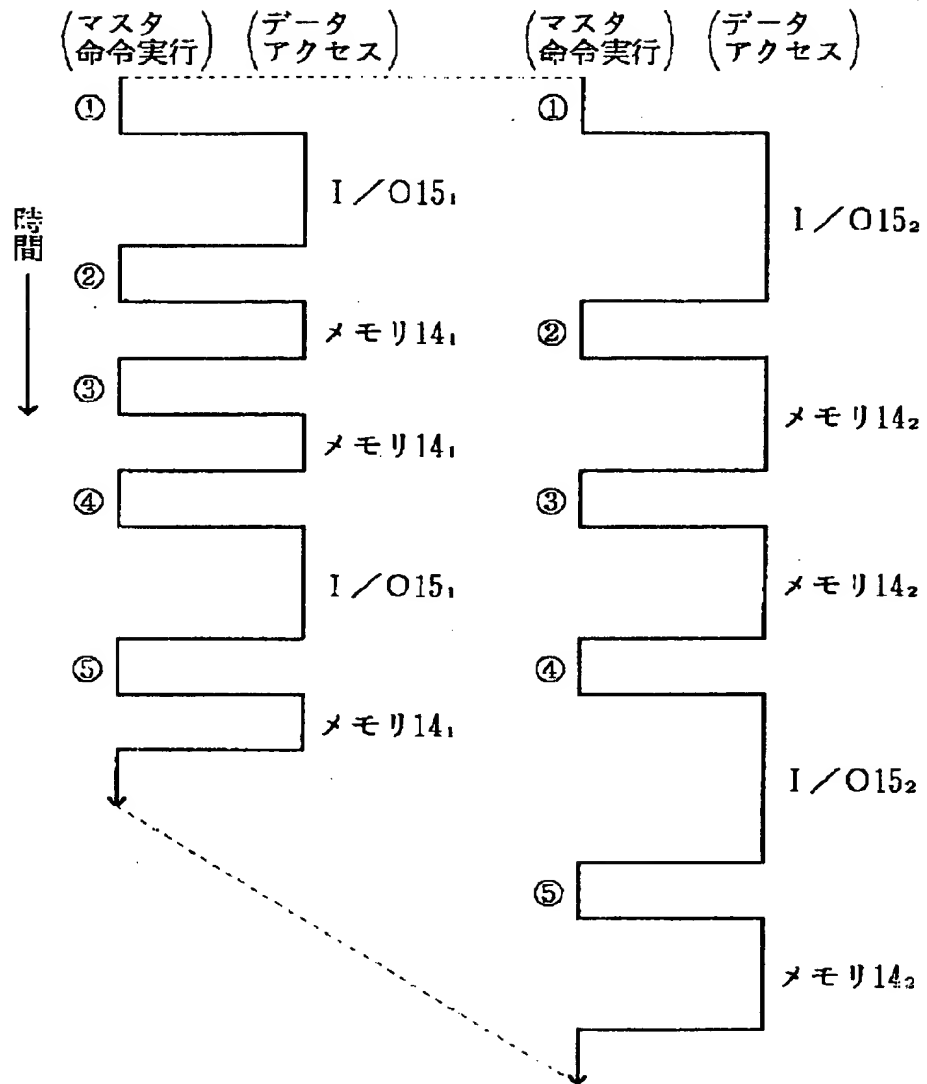 (マスタ
命令実行)
(データ
アクセス)
(マスタ
命令実行)
(データ
アクセス)
時間
①
I/O15₁
②
メモリ14₁
③
メモリ14₁
④
I/O15₁
⑤
メモリ14₁
①
I/O15₂
②
メモリ14₂
③
メモリ14₂
④
I/O15₂
⑤
メモリ14₂